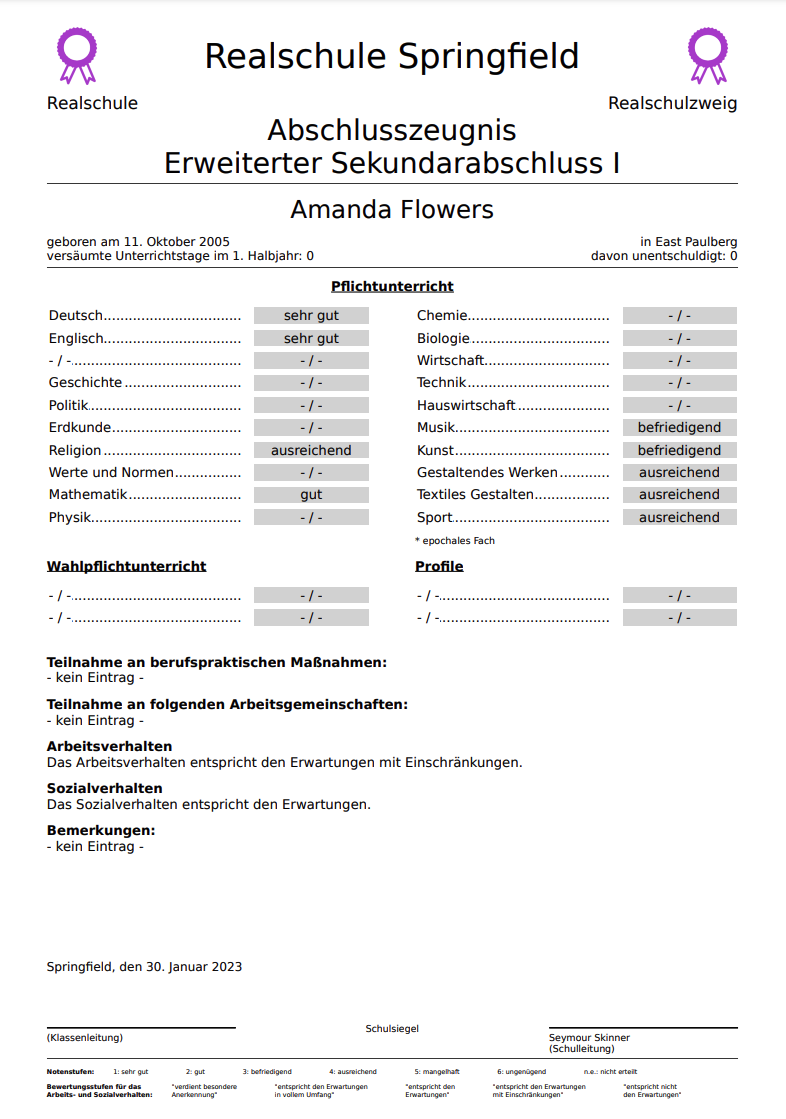 Realschule Springfield
Realschule
Realschulzweig
Abschlusszeugnis
Erweiterter Sekundarabschluss I
Amanda Flowers
geboren am 11. Oktober 2005 in East Paulberg
versäumte Unterrichtstage im 1. Halbjahr: 0 davon unentschuldigt: 0
Pflichtunterricht
Deutsch................................. sehr gut
Englisch................................. sehr gut
- / -........................................ - / -
Geschichte ............................ - / -
Politik..................................... - / -
Erdkunde............................... - / -
Religion ................................. ausreichend
Werte und Normen................ - / -
Mathematik........................... gut
Physik.................................... - / -
Chemie.................................. - / -
Biologie ................................. - / -
Wirtschaft.............................. - / -
Technik.................................. - / -
Hauswirtschaft...................... - / -
Musik..................................... befriedigend
Kunst..................................... befriedigend
Gestaltendes Werken............ ausreichend
Textiles Gestalten.................. ausreichend
Sport...................................... ausreichend
* epochales Fach
Wahlpflichtunterricht
- / -........................................ - / -
- / -........................................ - / -
Profile
- / -......................................... - / -
- / -......................................... - / -
Teilnahme an berufspraktischen Maßnahmen:
- kein Eintrag -
Teilnahme an folgenden Arbeitsgemeinschaften:
- kein Eintrag -
Arbeitsverhalten
Das Arbeitsverhalten entspricht den Erwartungen mit Einschränkungen.
Sozialverhalten
Das Sozialverhalten entspricht den Erwartungen.
Bemerkungen:
- kein Eintrag -
Springfield, den 30. Januar 2023
(Klassenleitung)
Schulsiegel
Seymour Skinner
(Schulleitung)
Notenstufen: 1: sehr gut 2: gut 3: befriedigend 4: ausreichend 5: mangelhaft 6: ungenügend n.e.: nicht erteilt
Bewertungsstufen für das "verdient besondere "entspricht den Erwartungen "entspricht den "entspricht den Erwartungen "entspricht nicht
Arbeits- und Sozialverhalten: Anerkennung" in vollem Umfang" Erwartungen" mit Einschränkungen" den Erwartungen"